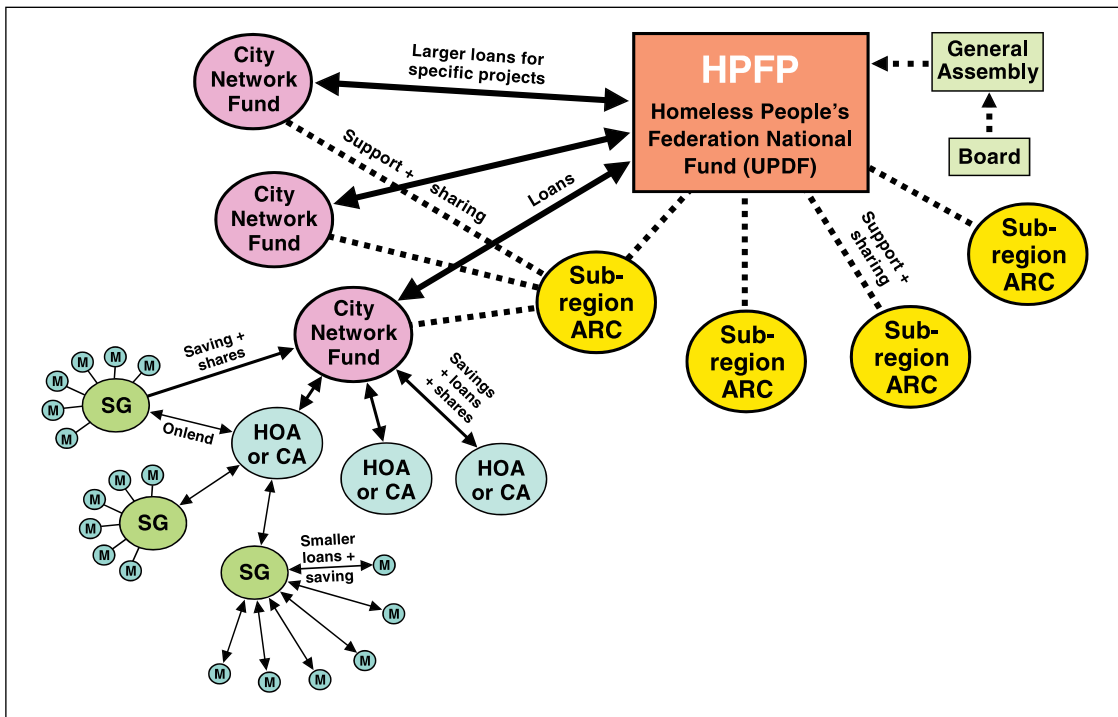 City
Network
Fund
Larger loans for
specific projects
HPFP
Homeless People's
Federation National
Fund (UPDF)
General
Assembly
Board
Support + sharing
Loans
City
Network
Fund
Support +
sharing
Sub-
region
ARC
Sub-
region
ARC
Sub-
region
ARC
Sub-
region
ARC
City
Network
Fund
Saving +
shares
Savings
+ loans
+ shares
M
M
M
M
M
M
M
SG
Onlend
HOA
or CA
HOA
or CA
HOA
or CA
M
M
M
M
M
M
SG
Smaller
loans +
saving
SG
M
M
M
M
M
M
M